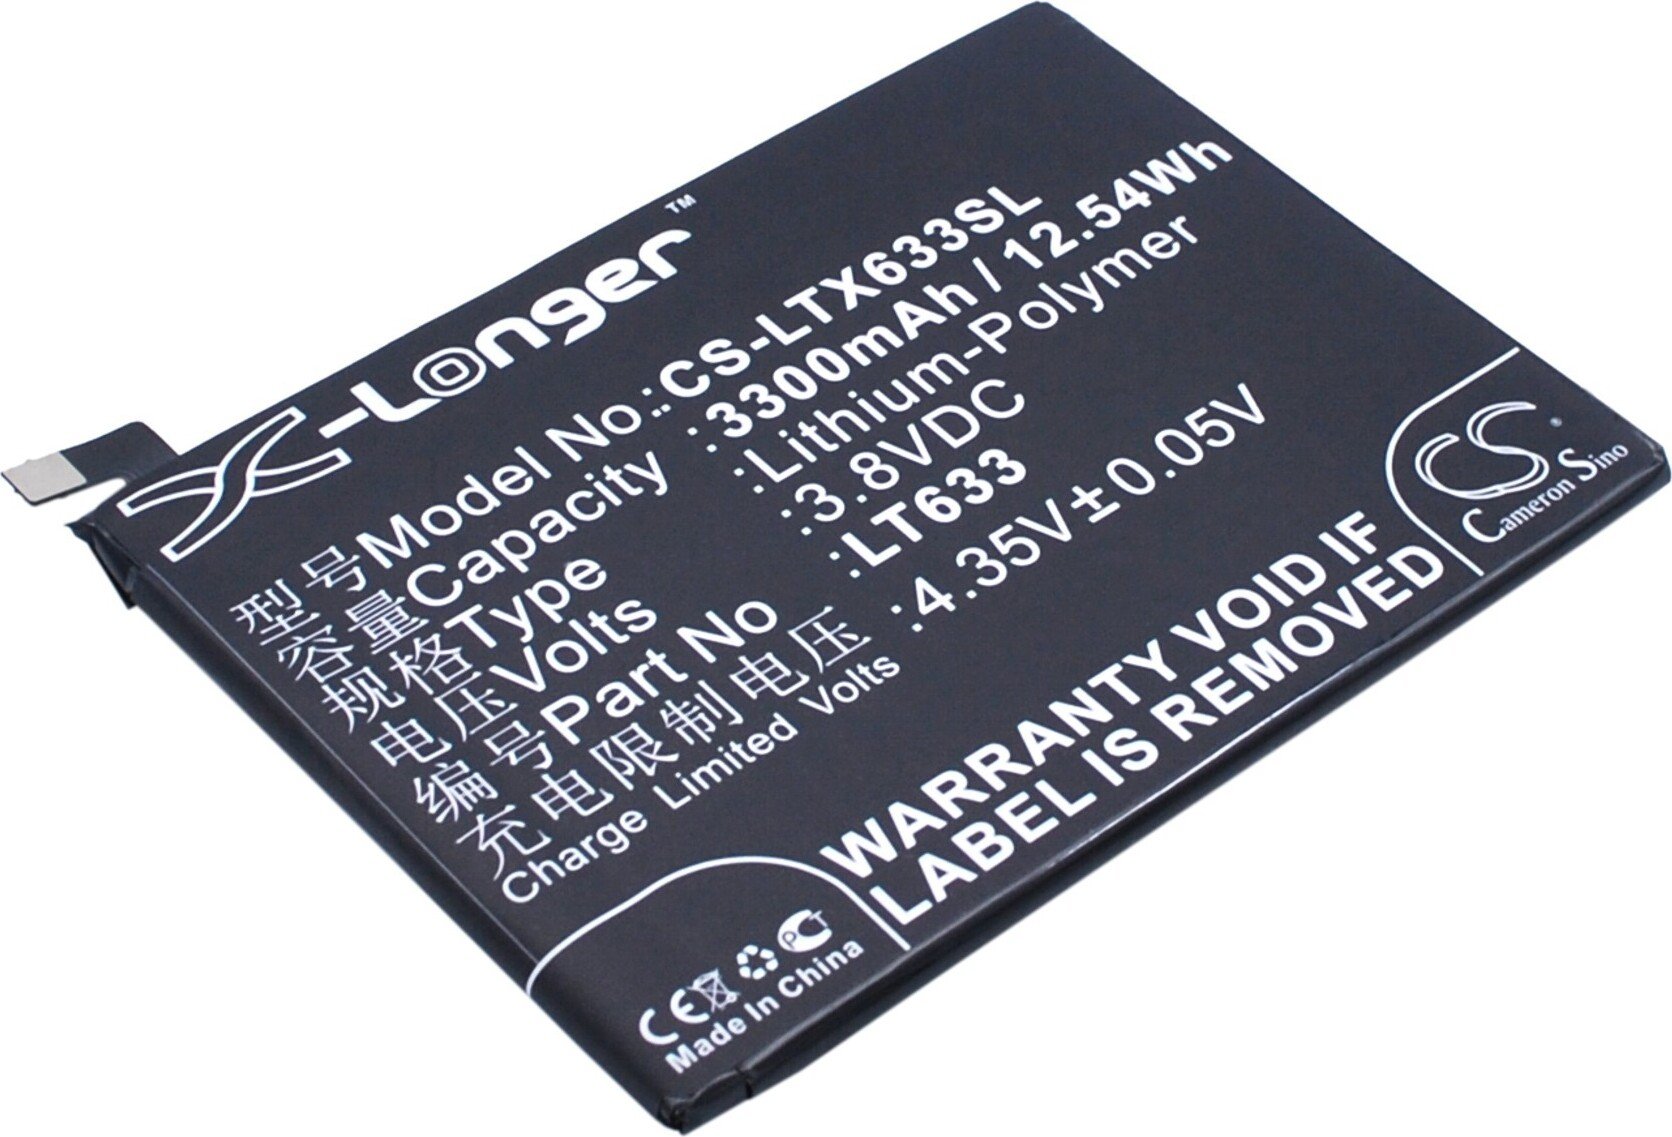 X-Longer™
型号Model No.:CS-LTX633SL
容量Capacity :3300mAh / 12.54Wh
规格Type :Lithium-Polymer
电压Volts :3.8VDC
编号Part No :LT633
充电限制电压 :4.35V±0.05V
Charge Limited Volts
CS
Cameron Sino
WARRANTY VOID IF
LABEL IS REMOVED
CE PCT
Made In China